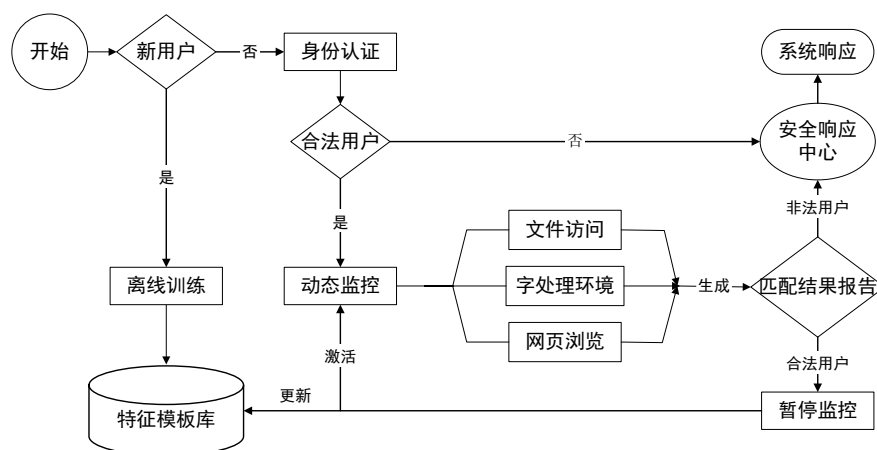 开始
新用户
否
身份认证
系统响应
合法用户
否
安全响应
中心
是
是
非法用户
文件访问
离线训练
动态监控
字处理环境
生成
匹配结果报告
网页浏览
激活
合法用户
更新
特征模板库
暂停监控